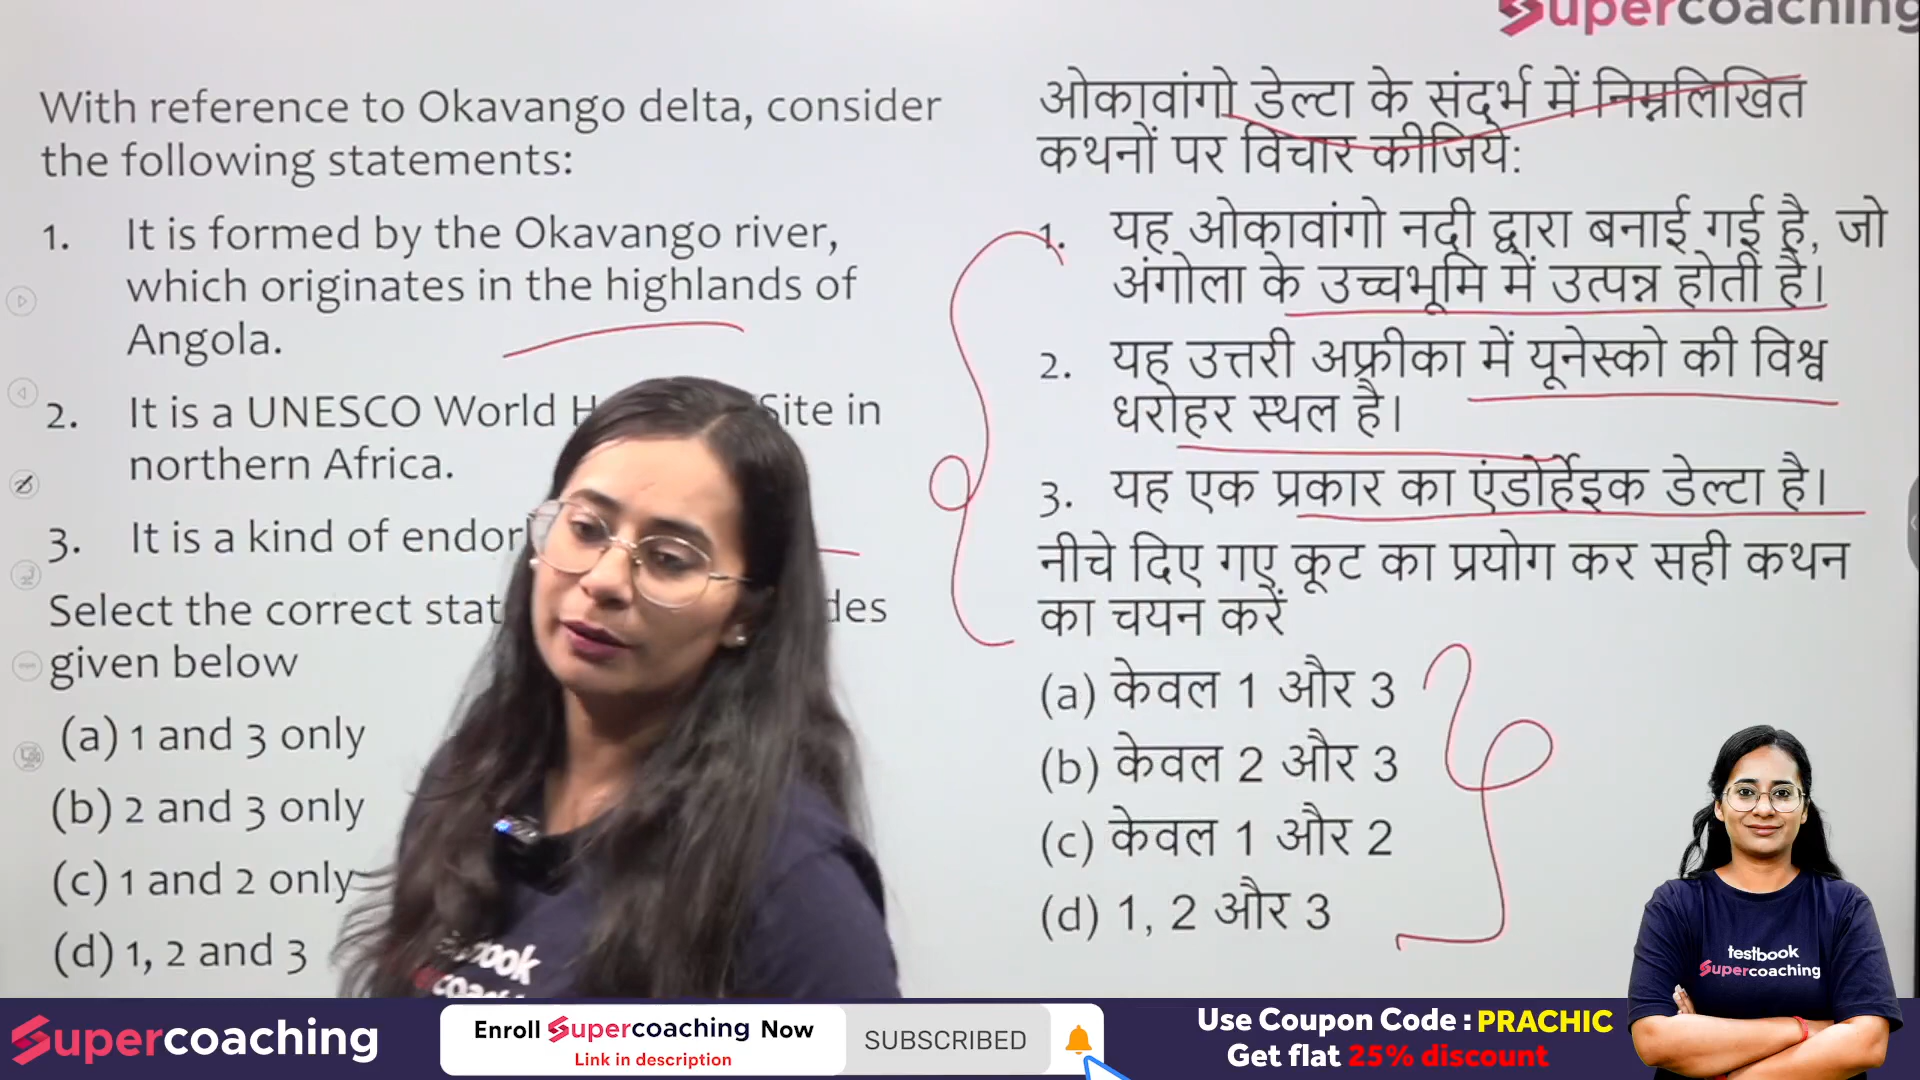 Supercoaching
With reference to Okavango delta, consider
the following statements:
1. It is formed by the Okavango river,
which originates in the highlands of
Angola.
2. It is a UNESCO World H Site in
northern Africa.
3. It is a kind of endor
Select the correct stat des
given below
(a) 1 and 3 only
(b) 2 and 3 only
(c) 1 and 2 only
(d) 1, 2 and 3
ओकावांगो डेल्टा के संदर्भ में निम्नलिखित
कथनों पर विचार कीजिये:
1. यह ओकावांगो नदी द्वारा बनाई गई है, जो
अंगोला के उच्चभूमि में उत्पन्न होती है।
2. यह उत्तरी अफ्रीका में यूनेस्को की विश्व
धरोहर स्थल है।
3. यह एक प्रकार का एंडोर्हेइक डेल्टा है।
नीचे दिए गए कूट का प्रयोग कर सही कथन
का चयन करें
(a) केवल 1 और 3
(b) केवल 2 और 3
(c) केवल 1 और 2
(d) 1, 2 और 3
testbook
Supercoaching
Supercoaching
Enroll Supercoaching Now
Link in description
SUBSCRIBED
Use Coupon Code : PRACHIC
Get flat 25% discount